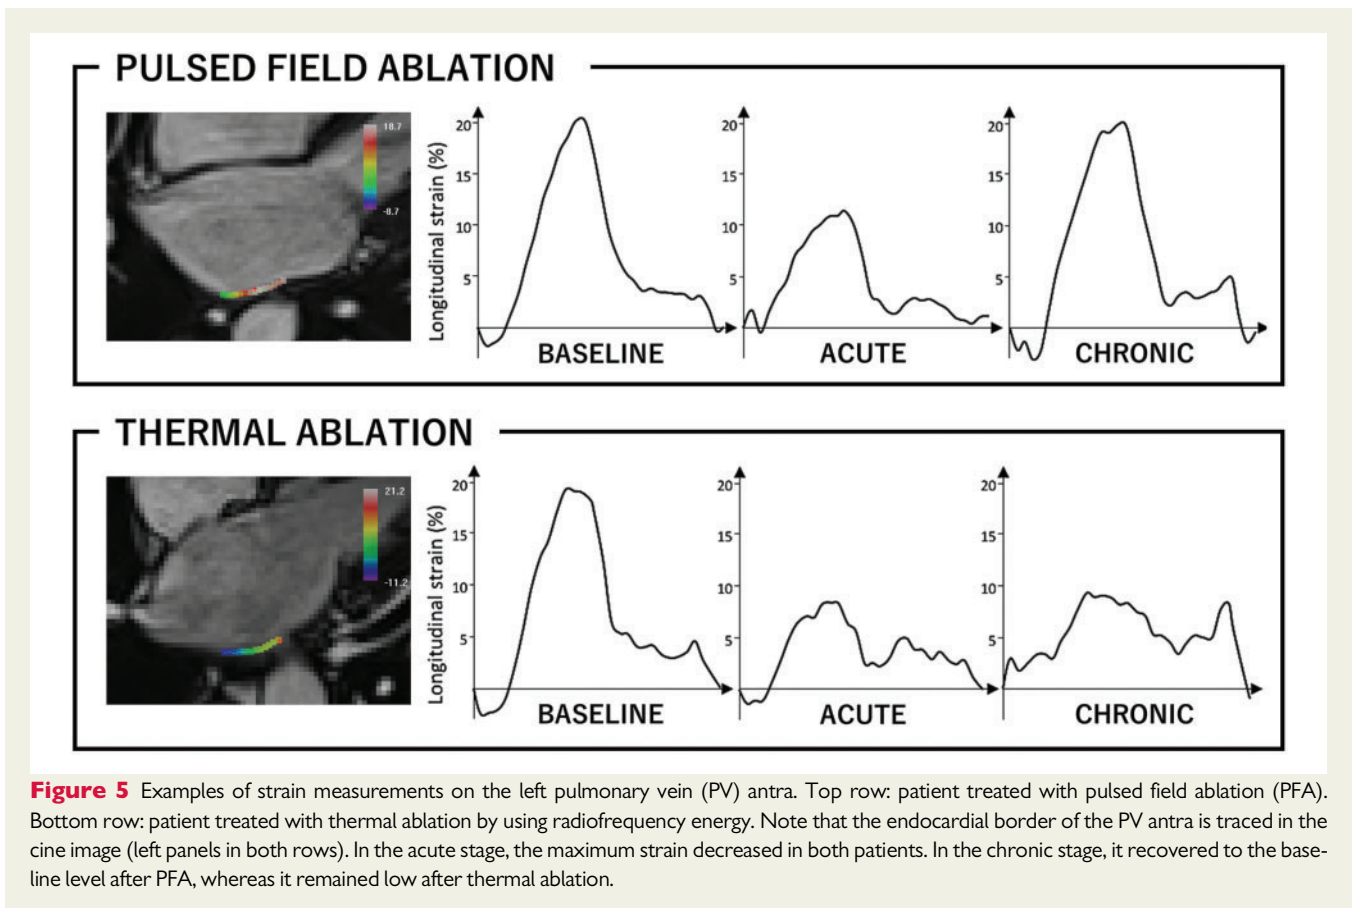 PULSED FIELD ABLATION
18.7
-8.7
Longitudinal strain (%)
20
15
10
5
BASELINE
20
15
10
5
ACUTE
20
15
10
5
CHRONIC
THERMAL ABLATION
21.2
-11.2
Longitudinal strain (%)
20
15
10
5
BASELINE
20
15
10
5
ACUTE
20
15
10
5
CHRONIC
Figure 5 Examples of strain measurements on the left pulmonary vein (PV) antra. Top row: patient treated with pulsed field ablation (PFA).
Bottom row: patient treated with thermal ablation by using radiofrequency energy. Note that the endocardial border of the PV antra is traced in the
cine image (left panels in both rows). In the acute stage, the maximum strain decreased in both patients. In the chronic stage, it recovered to the base-
line level after PFA, whereas it remained low after thermal ablation.